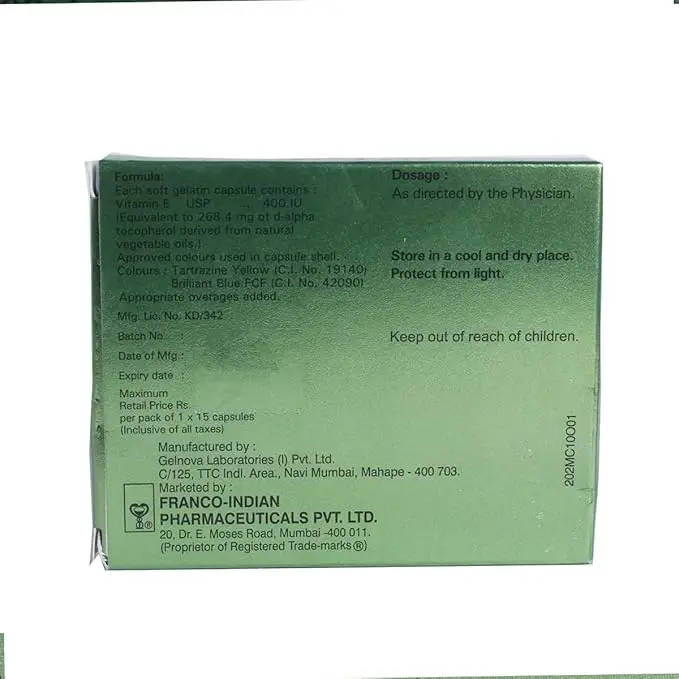 Formula:
Each soft gelatin capsule contains :
Vitamin E USP ... 400.IU
(Equivalent to 268.4 mg of d-alpha
tocopherol derived from natural
vegetable oils.)
Approved colours used in capsule shell.
Colours : Tartrazine Yellow (C.I. No. 19140)
Brilliant Blue FCF (C.I. No. 42090)
Appropriate overages added.
Mfg. Lic. No. KD/342
Batch No. :
Date of Mfg.:
Expiry date :
Maximum
Retail Price Rs.
per pack of 1 x 15 capsules
(Inclusive of all taxes)
Dosage :
As directed by the Physician.
Store in a cool and dry place.
Protect from light.
Keep out of reach of children.
202MC10O01
Manufactured by :
Gelnova Laboratories (I) Pvt. Ltd.
C/125, TTC Indl. Area., Navi Mumbai, Mahape - 400 703.
Marketed by :
FRANCO-INDIAN
PHARMACEUTICALS PVT. LTD.
20, Dr. E. Moses Road, Mumbai -400 011.
(Proprietor of Registered Trade-marks®)
®